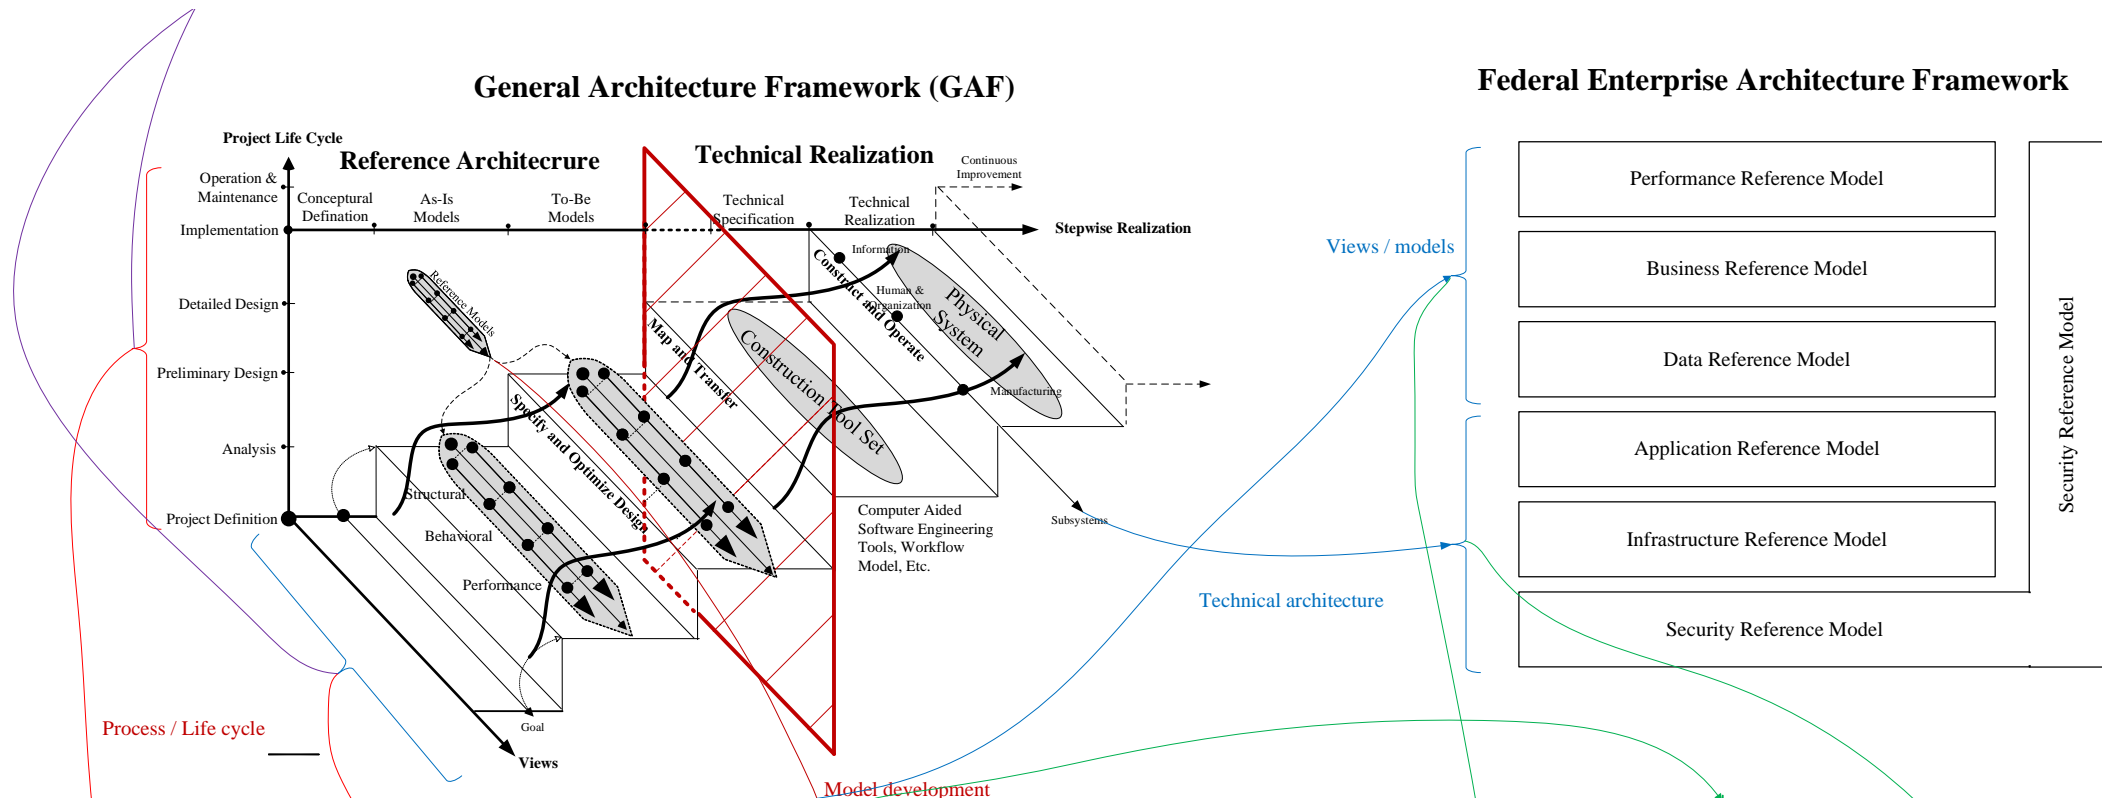 General Architecture Framework (GAF)
Federal Enterprise Architecture Framework
Project Life Cycle
Reference Architecrure
Technical Realization
Continuous
Improvement
Operation &
Maintenance
Conceptural
Defination
As-Is
Models
To-Be
Models
Technical
Specification
Technical
Realization
Implementation
Stepwise Realization
Information
Reference Models
Detailed Design
Human &
Organization
Construct and Operate
Physical
System
Map and Transfer
Construction Tool Set
Preliminary Design
Manufacturing
Specify and Optimize Design
Analysis
Structural
Project Definition
Behavioral
Performance
Computer Aided
Software Engineering
Tools, Workflow
Model, Etc.
Subsystems
Goal
Views
Process / Life cycle
Model development
Views / models
Technical architecture
Performance Reference Model
Business Reference Model
Data Reference Model
Application Reference Model
Infrastructure Reference Model
Security Reference Model
Security Reference Model